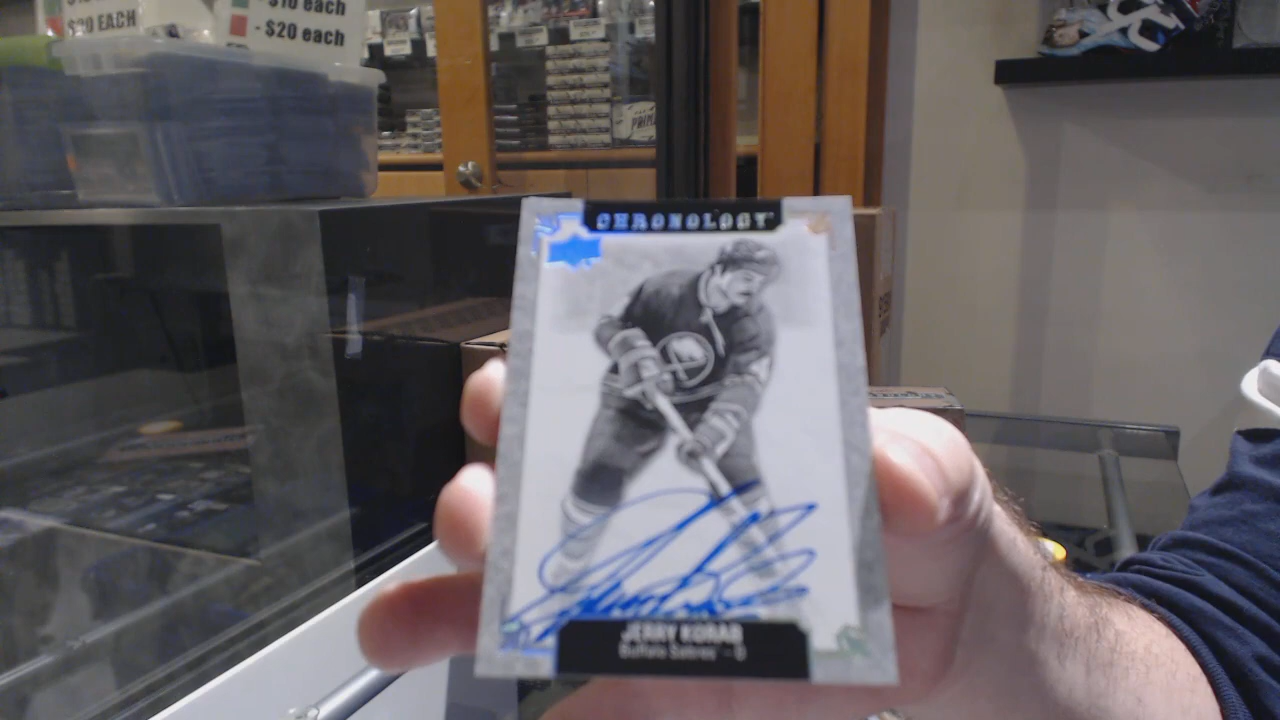 $20 EACH
- $10 each
- $20 each
CHRONOLOGY
JERRY KORAB
Buffalo Sabres - D